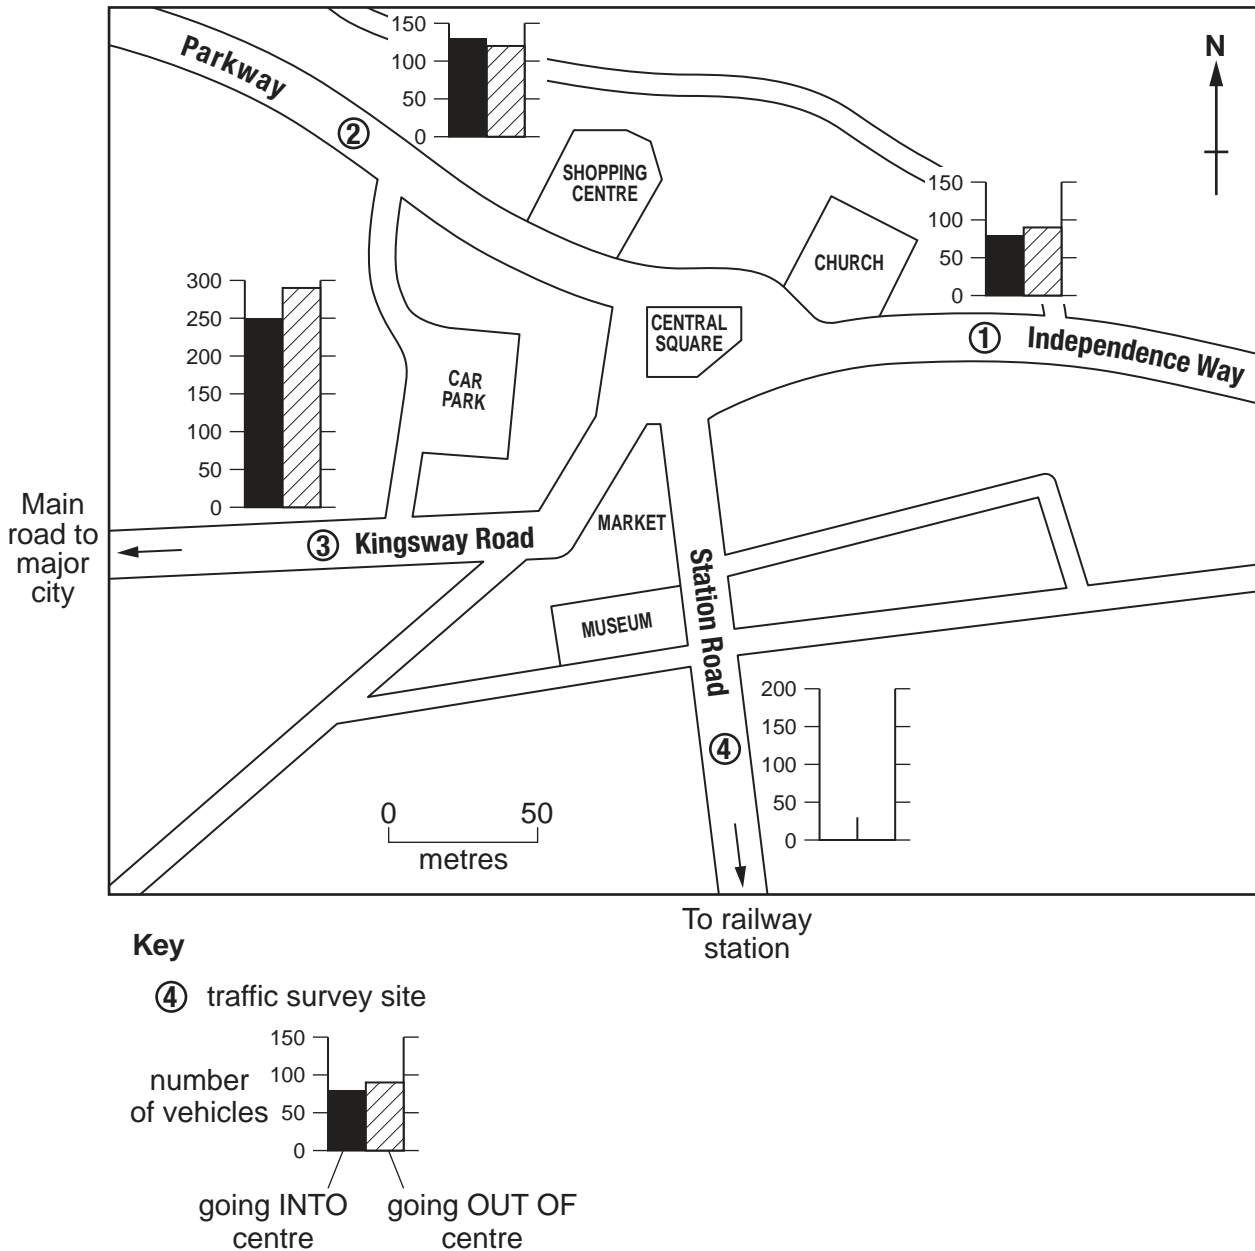 150
100
50
0
Parkway
②
N
SHOPPING
CENTRE
150
100
50
0
CHURCH
300
250
200
150
100
50
0
CENTRAL
SQUARE
①
Independence Way
CAR
PARK
Main
road to
major
city
③
Kingsway Road
MARKET
Station Road
MUSEUM
200
150
100
50
0
④
0
50
metres
To railway
station
Key
④ traffic survey site
150
100
50
0
number
of vehicles
going INTO
centre
going OUT OF
centre